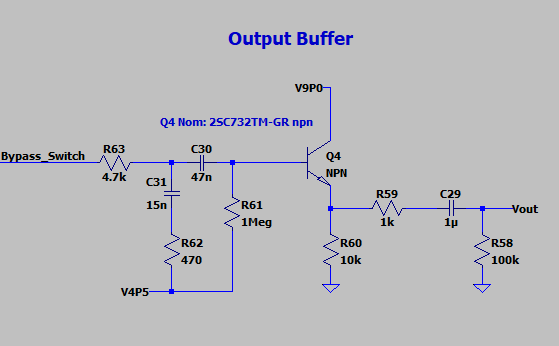 Output Buffer
V9P0
Q4 Nom: 2SC732TM-GR npn
Bypass_Switch
R63
4.7k
C30
47n
Q4
NPN
C31
15n
R61
1Meg
R59
1k
C29
1µ
Vout
R62
470
R60
10k
R58
100k
V4P5